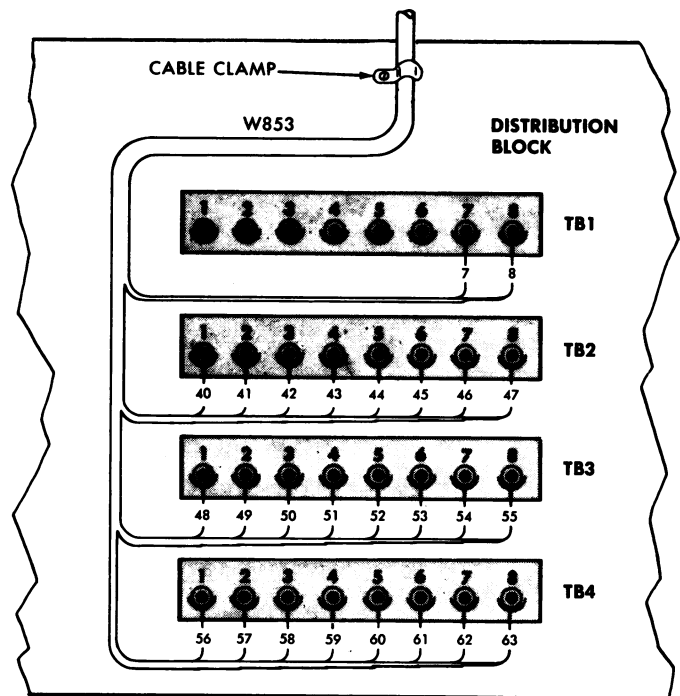 CABLE CLAMP
W853
DISTRIBUTION
BLOCK
1 2 3 4 5 6 7 8
TB1
7 8
1 2 3 4 5 6 7 8
TB2
40 41 42 43 44 45 46 47
1 2 3 4 5 6 7 8
TB3
48 49 50 51 52 53 54 55
1 2 3 4 5 6 7 8
TB4
56 57 58 59 60 61 62 63